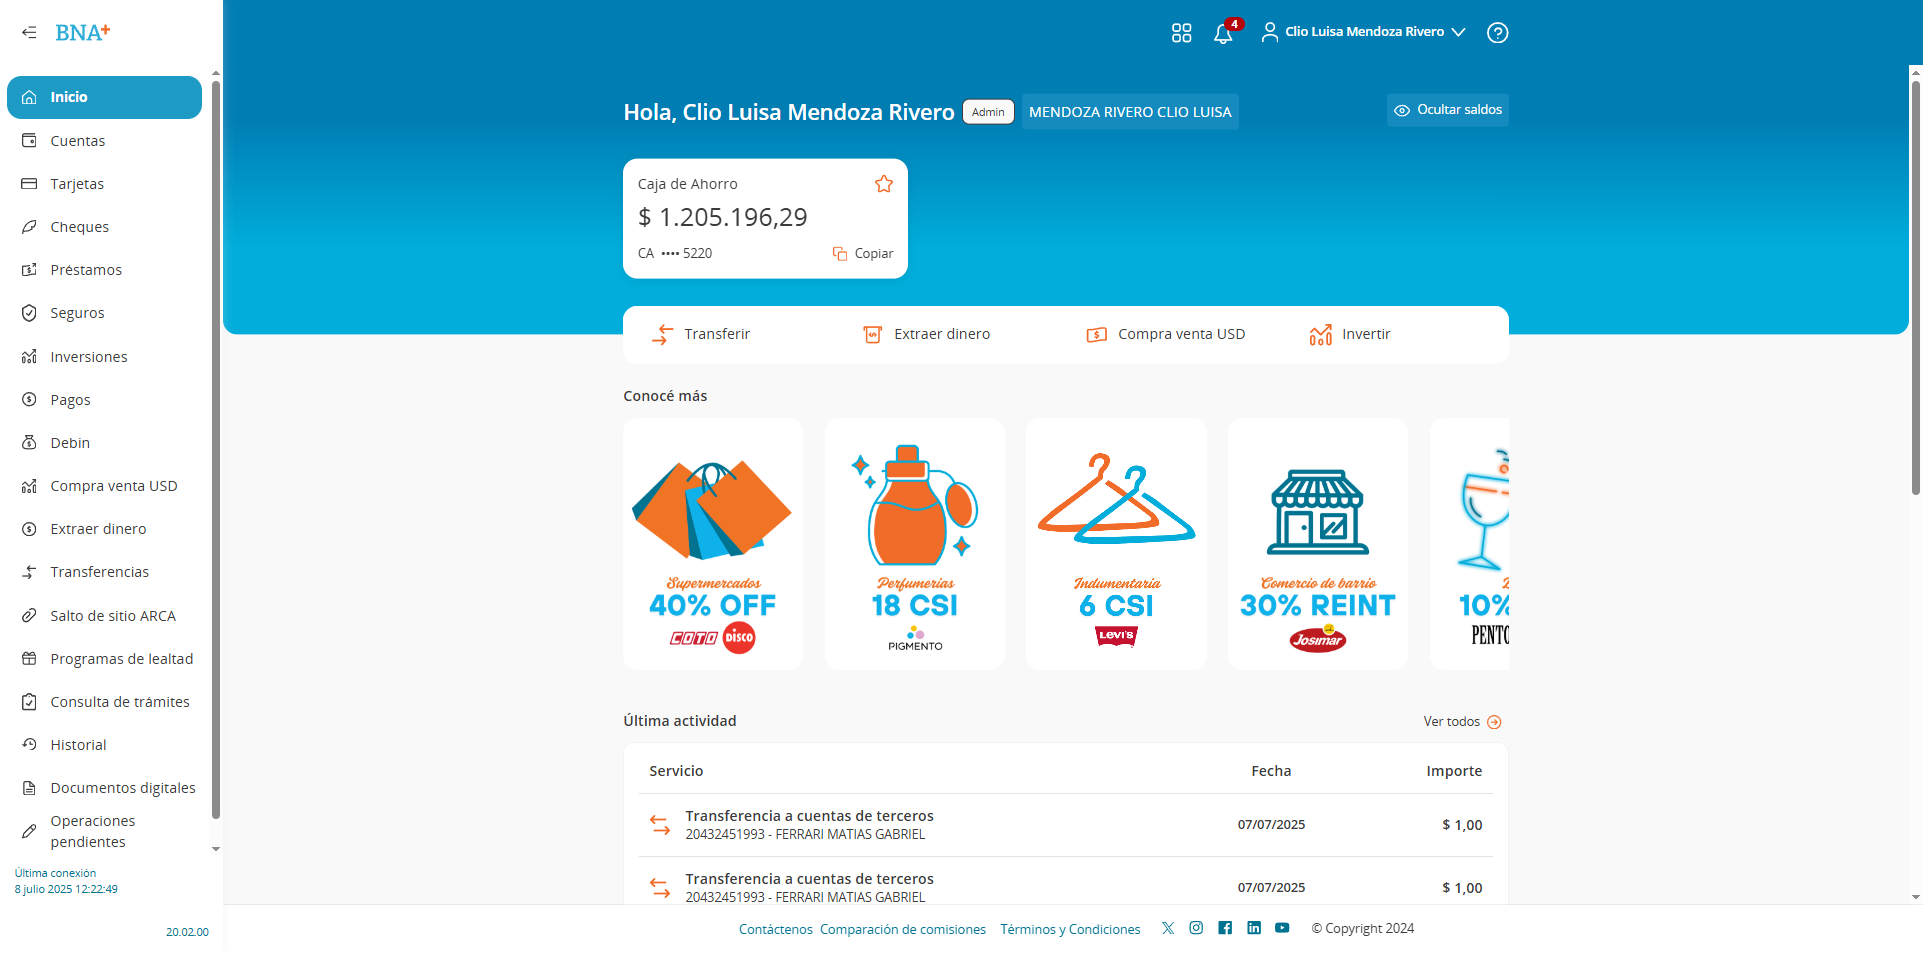 BNA+
Inicio
Cuentas
Tarjetas
Cheques
Préstamos
Seguros
Inversiones
Pagos
Debin
Compra venta USD
Extraer dinero
Transferencias
Salto de sitio ARCA
Programas de lealtad
Consulta de trámites
Historial
Documentos digitales
Operaciones
pendientes
Última conexión
8 julio 2025 12:22:49
20.02.00
4
Clio Luisa Mendoza Rivero
Hola, Clio Luisa Mendoza Rivero
Admin
MENDOZA RIVERO CLIO LUISA
Ocultar saldos
Caja de Ahorro
$ 1.205.196,29
CA •••• 5220
Copiar
Transferir
Extraer dinero
Compra venta USD
Invertir
Conocé más
Supermercados
40% OFF
COTO DISCO
Perfumerias
18 CSI
PIGMENTO
Indumentaria
6 CSI
LEVI'S
Comercio de barrio
30% REINT
Josimar
10%
PENTO
Última actividad
Ver todos
Servicio Fecha Importe
Transferencia a cuentas de terceros
20432451993 - FERRARI MATIAS GABRIEL
07/07/2025
$ 1,00
Transferencia a cuentas de terceros
20432451993 - FERRARI MATIAS GABRIEL
07/07/2025
$ 1,00
Contáctenos Comparación de comisiones Términos y Condiciones © Copyright 2024